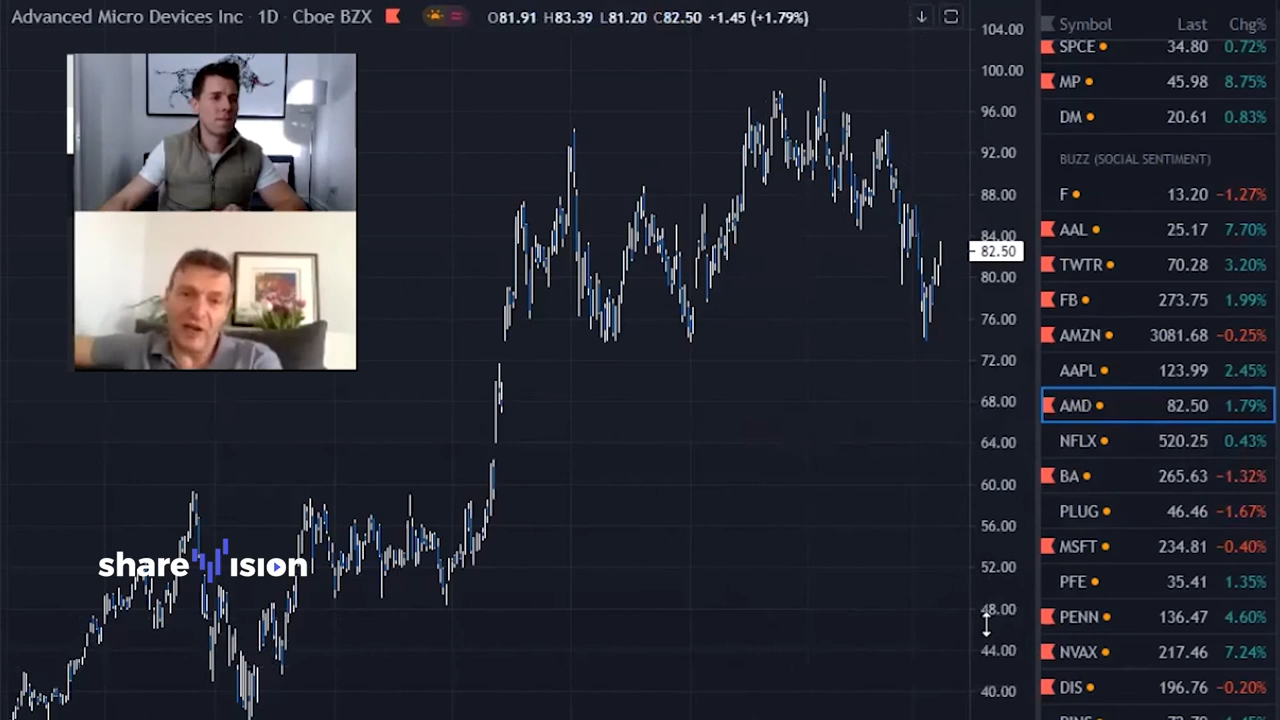 Advanced Micro Devices Inc · 1D · Cboe BZX O81.91 H83.39 L81.20 C82.50 +1.45 (+1.79%)
104.00
100.00
96.00
92.00
88.00
84.00
82.50
80.00
76.00
72.00
68.00
64.00
60.00
56.00
52.00
48.00
44.00
40.00
shareVision
Symbol Last Chg%
SPCE 34.80 0.72%
MP 45.98 8.75%
DM 20.61 0.83%
BUZZ (SOCIAL SENTIMENT)
F 13.20 −1.27%
AAL 25.17 7.70%
TWTR 70.28 3.20%
FB 273.75 1.99%
AMZN 3081.68 −0.25%
AAPL 123.99 2.45%
AMD 82.50 1.79%
NFLX 520.25 0.43%
BA 265.63 −1.32%
PLUG 46.46 −1.67%
MSFT 234.81 −0.40%
PFE 35.41 1.35%
PENN 136.47 4.60%
NVAX 217.46 7.24%
DIS 196.76 −0.20%